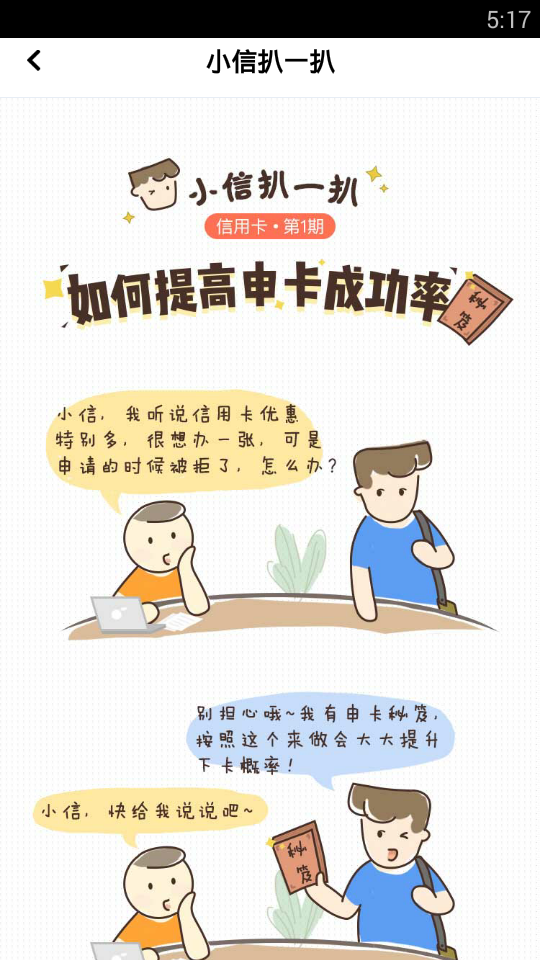 5:17
小信扒一扒
小信扒一扒
信用卡•第1期
如何提高申卡成功率
秘
笈
小信，我听说信用卡优惠
特别多，很想办一张，可是
申请的时候被拒了，怎么办？
别担心哦~我有申卡秘笈，
按照这个来做会大大提升
下卡概率！
小信，快给我说说吧~
秘
笈